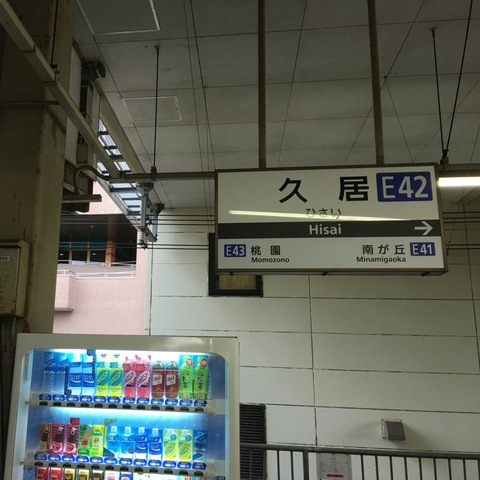 久居 E42
ひさい
Hisai →
E43 桃園 南が丘 E41
Momozono Minamigaoka